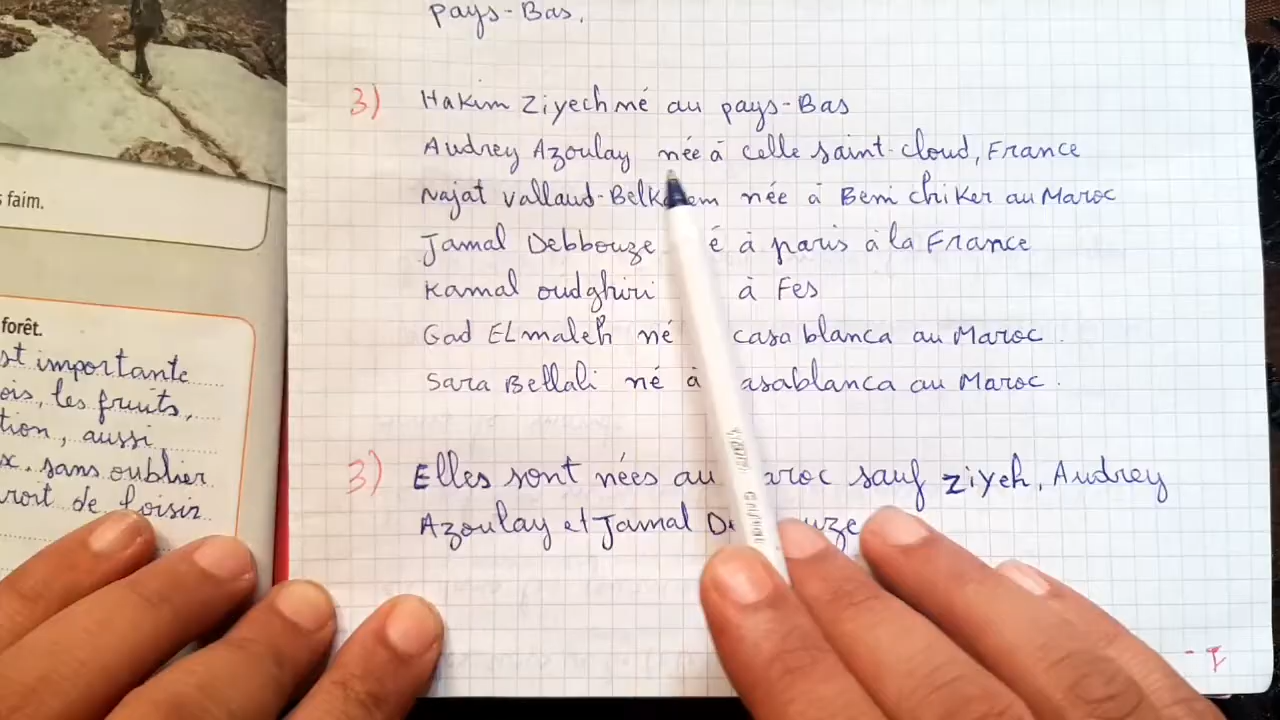 pays-Bas.
3) Hakim Ziyech né au pays-Bas
Audrey Azoulay née à Celle saint-cloud, France
Najat Vallaud-Belk em née à Beni chiker au Maroc
Jamal Debbouze é à paris à la France
Kamal oudghiri à Fes
Gad ELmaleh né casablanca au Maroc.
Sara Bellali né à asablanca au Maroc.
3) Elles sont nées au aroc sauf ziyeh, Audrey
Azoulay et Jamal D uze
I-
faim.
forêt.
st importante
ois, les fruits,
tion, aussi
x. sans oublier
roit de loisir